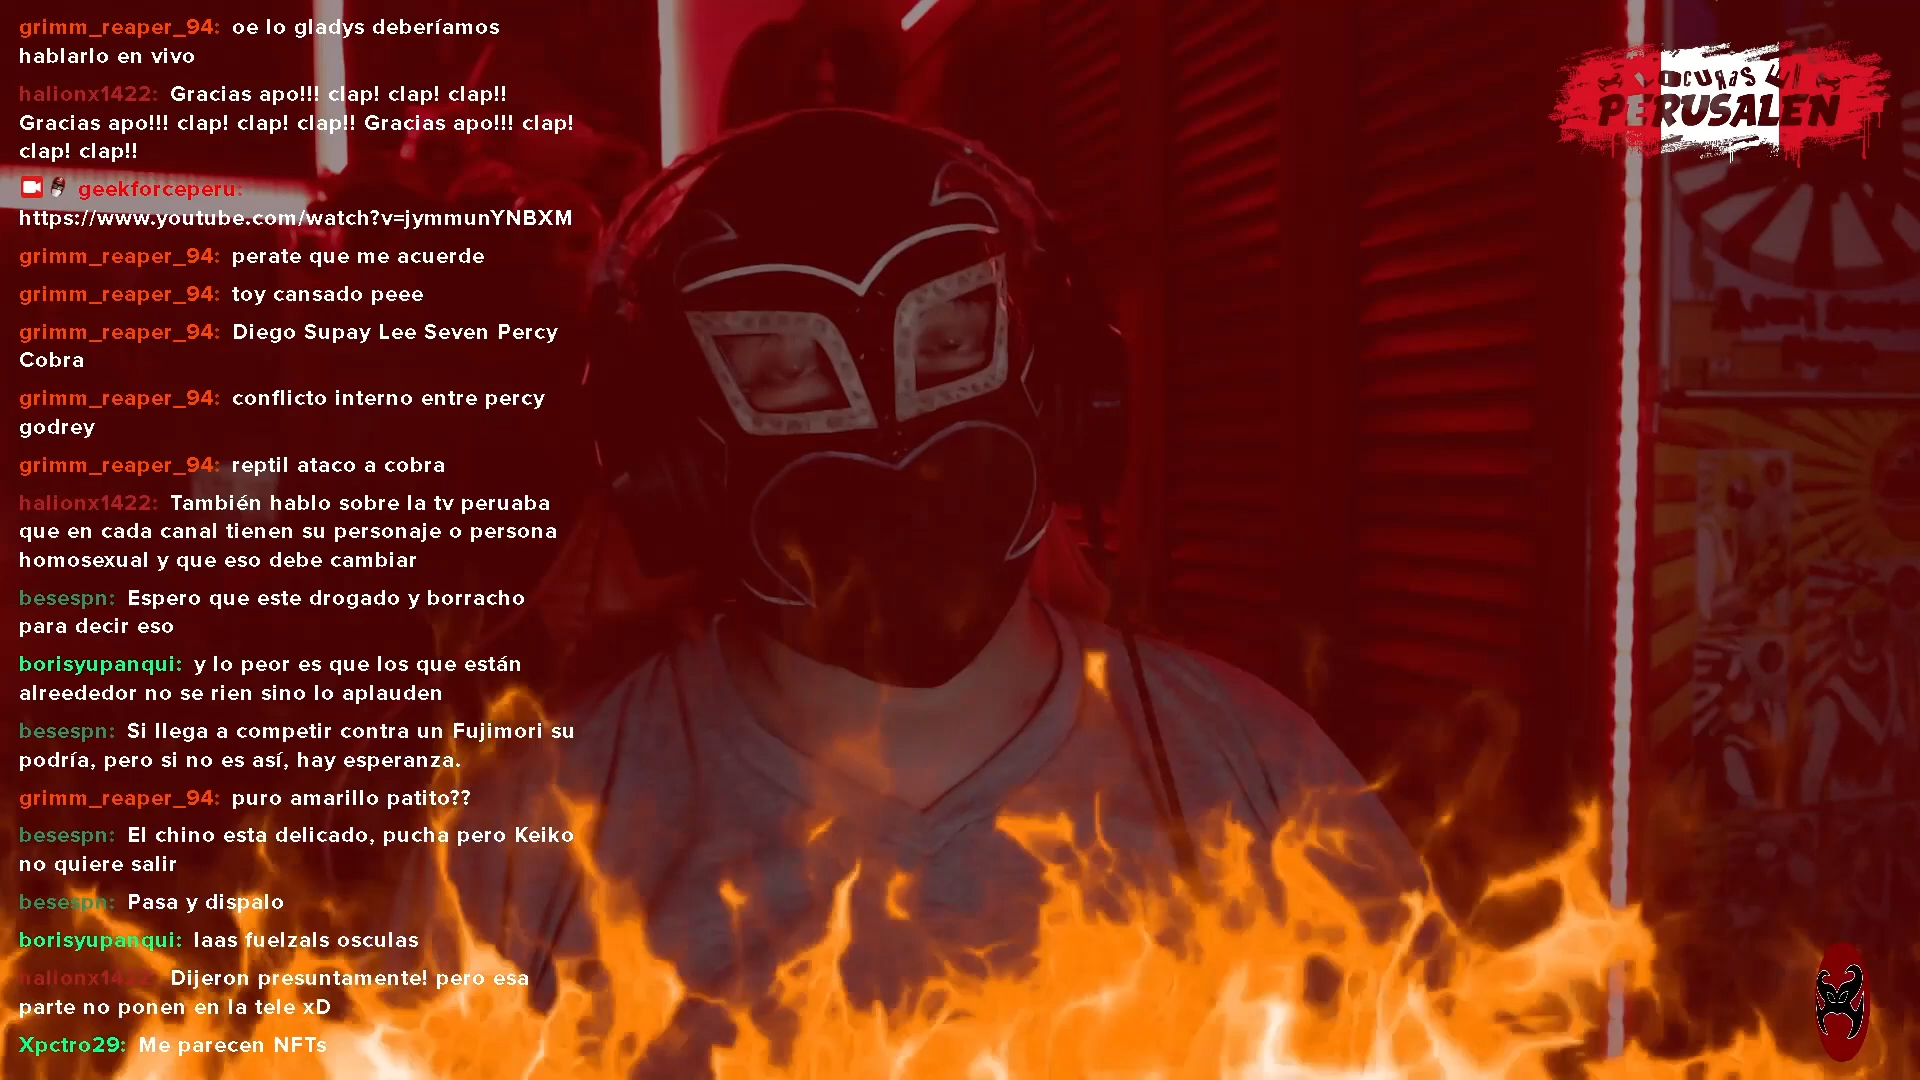 grimm_reaper_94: oe lo gladys deberíamos
hablarlo en vivo
halionx1422: Gracias apo!!! clap! clap! clap!!
Gracias apo!!! clap! clap! clap!! Gracias apo!!! clap!
clap! clap!!
geekforceperu:
https://www.youtube.com/watch?v=jymmunYNBXM
grimm_reaper_94: perate que me acuerde
grimm_reaper_94: toy cansado peee
grimm_reaper_94: Diego Supay Lee Seven Percy
Cobra
grimm_reaper_94: conflicto interno entre percy
godrey
grimm_reaper_94: reptil ataco a cobra
halionx1422: También hablo sobre la tv peruaba
que en cada canal tienen su personaje o persona
homosexual y que eso debe cambiar
besespn: Espero que este drogado y borracho
para decir eso
borisyupanqui: y lo peor es que los que están
alreededor no se rien sino lo aplauden
besespn: Si llega a competir contra un Fujimori su
podría, pero si no es así, hay esperanza.
grimm_reaper_94: puro amarillo patito??
besespn: El chino esta delicado, pucha pero Keiko
no quiere salir
besespn: Pasa y dispalo
borisyupanqui: laas fuelzals osculas
halionx1422: Dijeron presuntamente! pero esa
parte no ponen en la tele xD
Xpctro29: Me parecen NFTs
LOCURAS EN
PERUSALEN